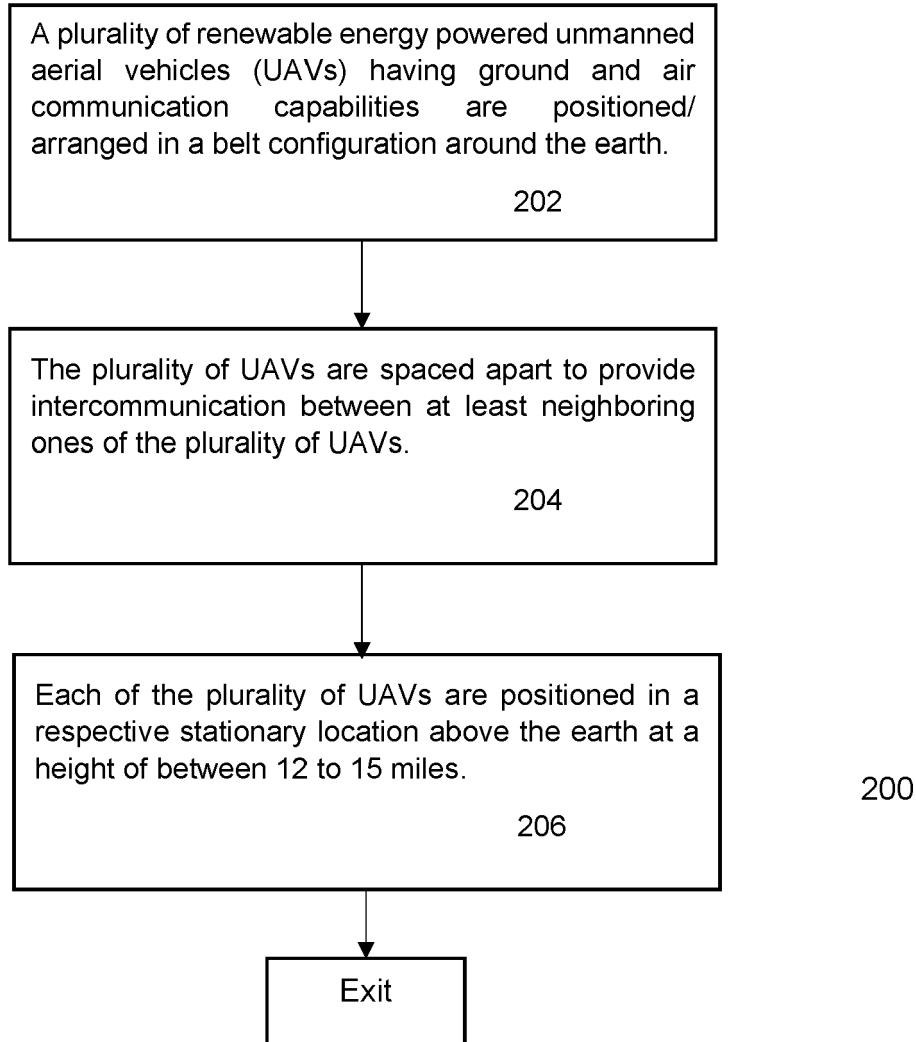 A plurality of renewable energy powered unmanned
aerial vehicles (UAVs) having ground and air
communication capabilities are positioned/
arranged in a belt configuration around the earth.
202
The plurality of UAVs are spaced apart to provide
intercommunication between at least neighboring
ones of the plurality of UAVs.
204
Each of the plurality of UAVs are positioned in a
respective stationary location above the earth at a
height of between 12 to 15 miles.
206
200
Exit